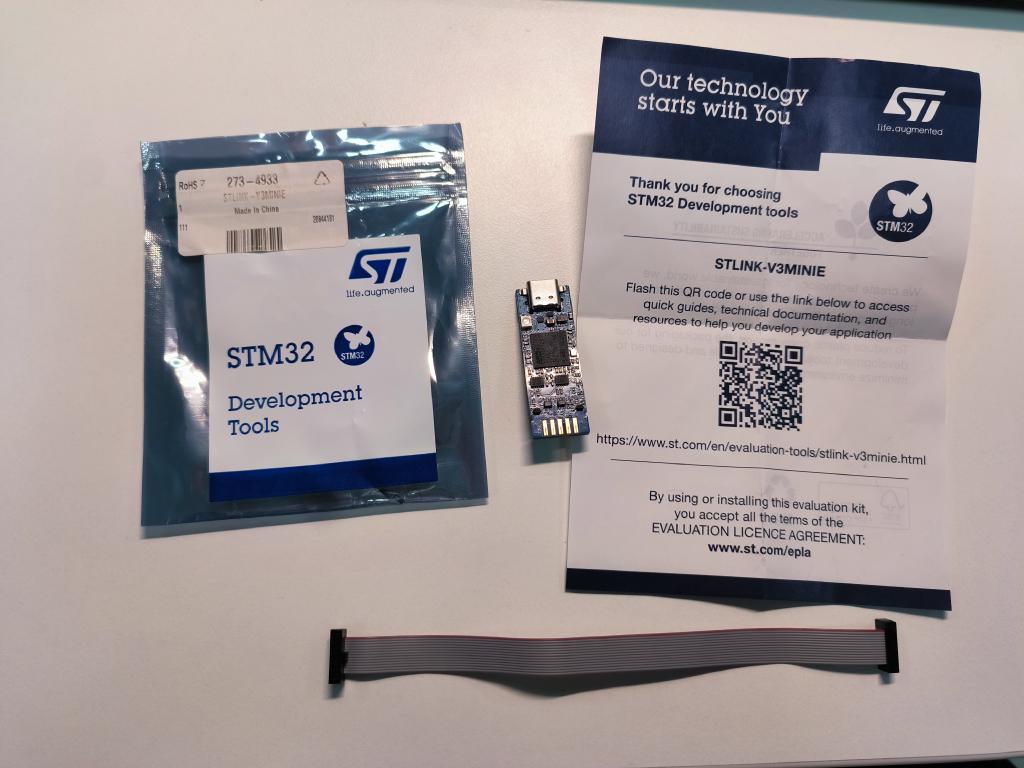 RoHS
273-4933
STLINK-V3MINIE
Made in China
1
111
ST
life.augmented
STM32
STM32
Development
Tools
Our technology
starts with You
ST
life.augmented
Thank you for choosing
STM32 Development tools
STM32
STLINK-V3MINIE
Flash this QR code or use the link below to access
quick guides, technical documentation, and
resources to help you develop your application
https://www.st.com/en/evaluation-tools/stlink-v3minie.html
By using or installing this evaluation kit,
you accept all the terms of the
EVALUATION LICENCE AGREEMENT:
www.st.com/epla